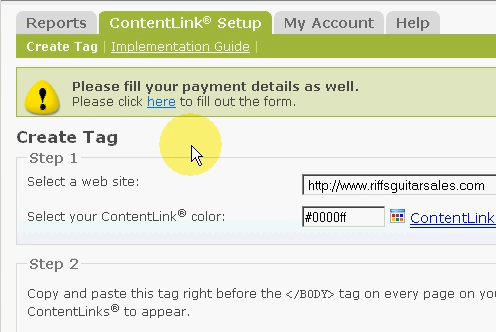 Reports ContentLink® Setup My Account Help
Create Tag | Implementation Guide |
Please fill your payment details as well.
Please click here to fill out the form.
Create Tag
Step 1
Select a web site: http://www.riffsguitarsales.com
Select your ContentLink® color: #0000ff ContentLink
Step 2
Copy and paste this tag right before the </BODY> tag on every page on
ContentLinks® to appear.